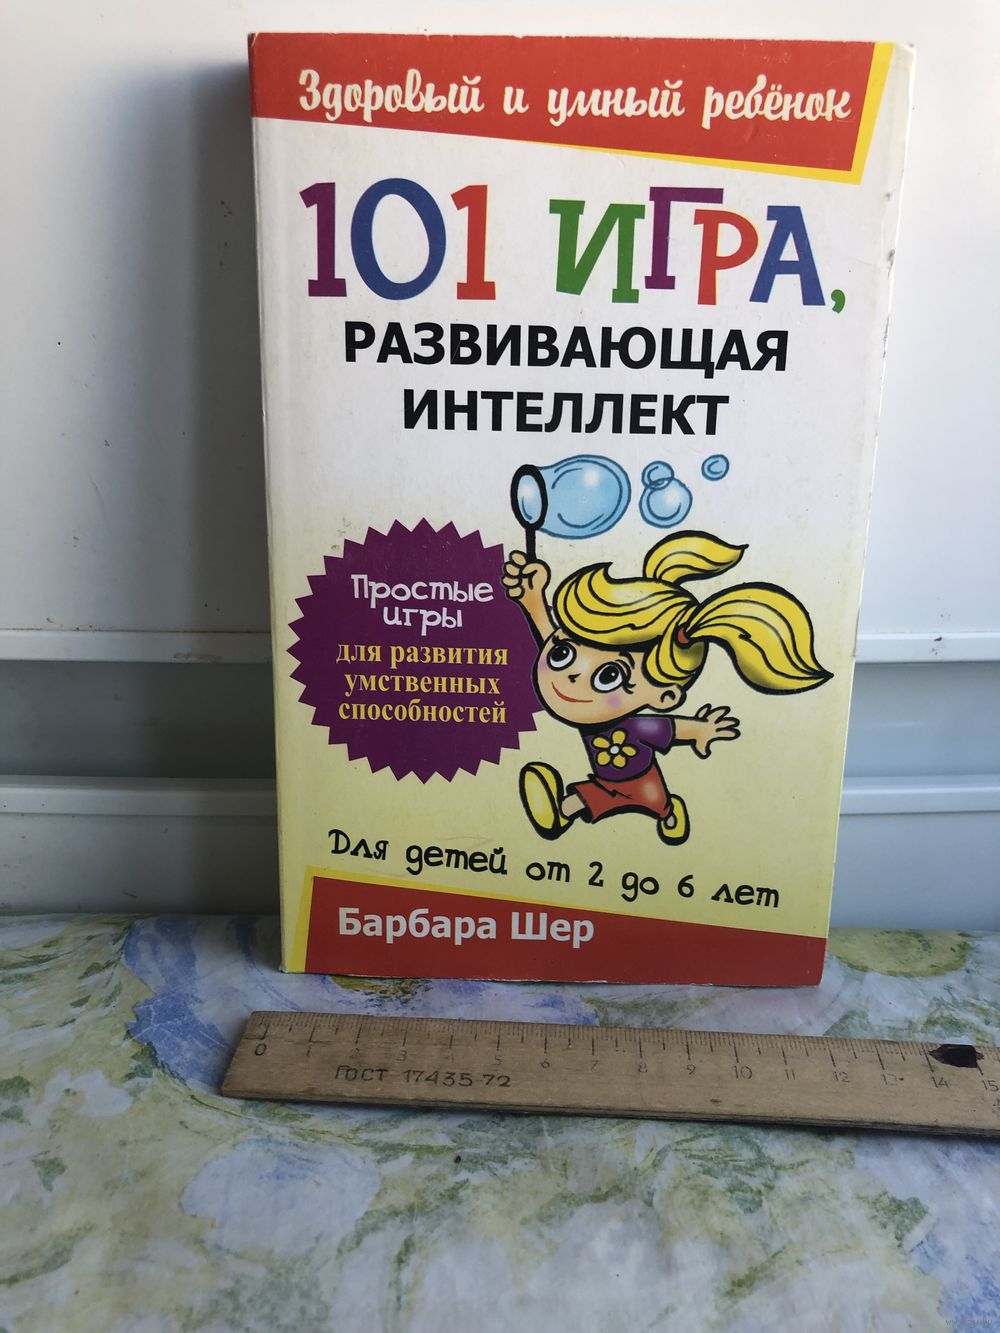 Здоровый и умный ребёнок
101 ИГРА,
РАЗВИВАЮЩАЯ
ИНТЕЛЛЕКТ
Простые
игры
для развития
умственных
способностей
Для детей от 2 до 6 лет
Барбара Шер
0 1 2 3 4 5 6 7 8 9 10 11 12 13 14 15
ГОСТ 17435-72